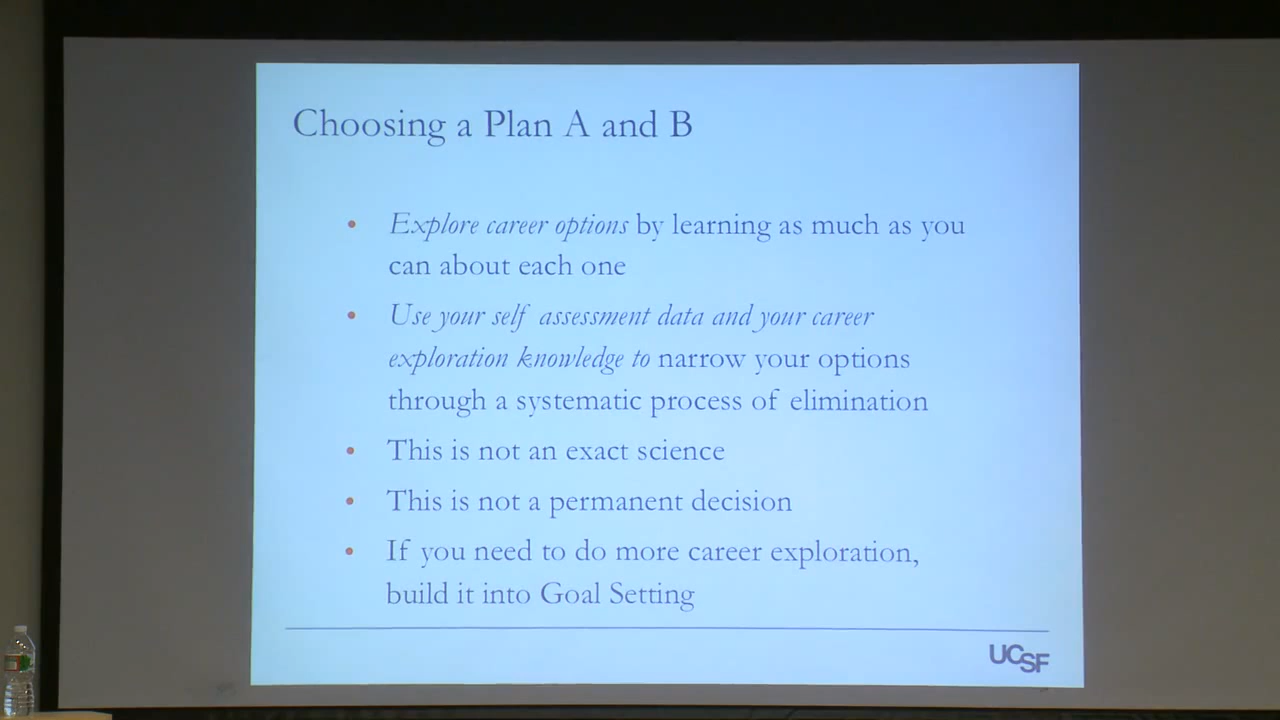 Choosing a Plan A and B
• Explore career options by learning as much as you
can about each one
• Use your self assessment data and your career
exploration knowledge to narrow your options
through a systematic process of elimination
• This is not an exact science
• This is not a permanent decision
• If you need to do more career exploration,
build it into Goal Setting
UCSF